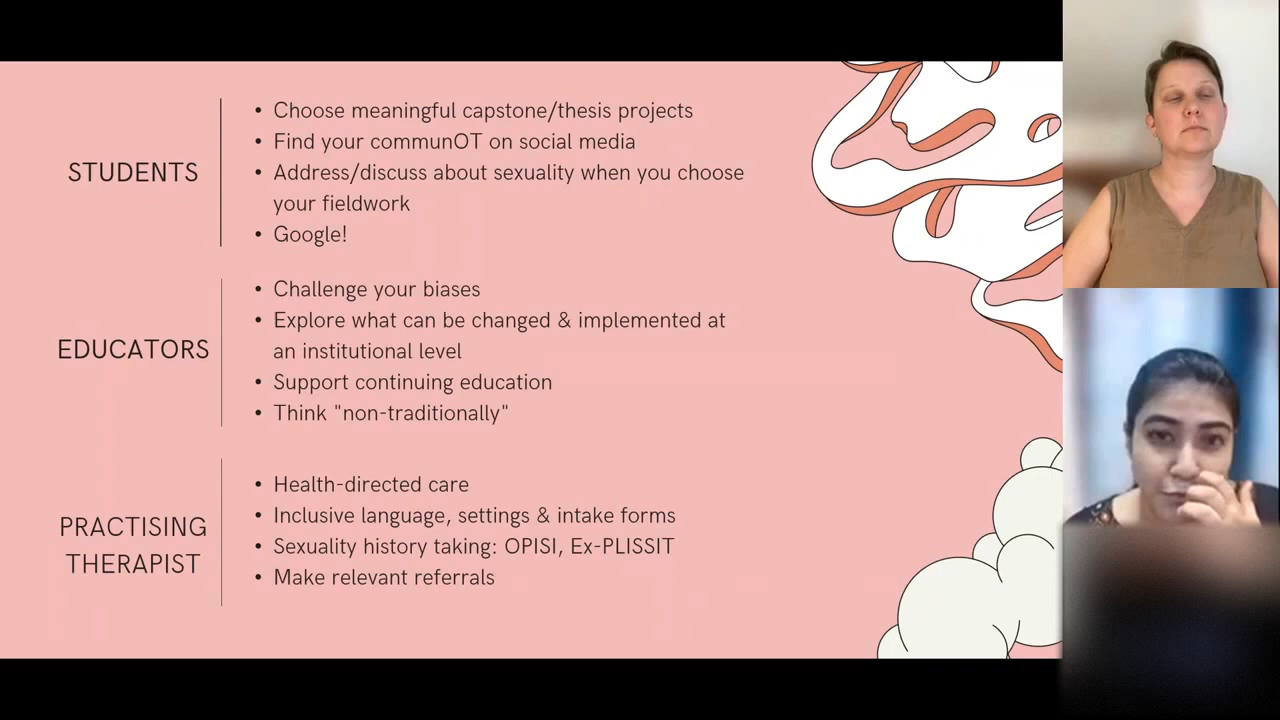 STUDENTS
• Choose meaningful capstone/thesis projects
• Find your communOT on social media
• Address/discuss about sexuality when you choose
your fieldwork
• Google!
EDUCATORS
• Challenge your biases
• Explore what can be changed & implemented at
an institutional level
• Support continuing education
• Think "non-traditionally"
PRACTISING
THERAPIST
• Health-directed care
• Inclusive language, settings & intake forms
• Sexuality history taking: OPISI, Ex-PLISSIT
• Make relevant referrals